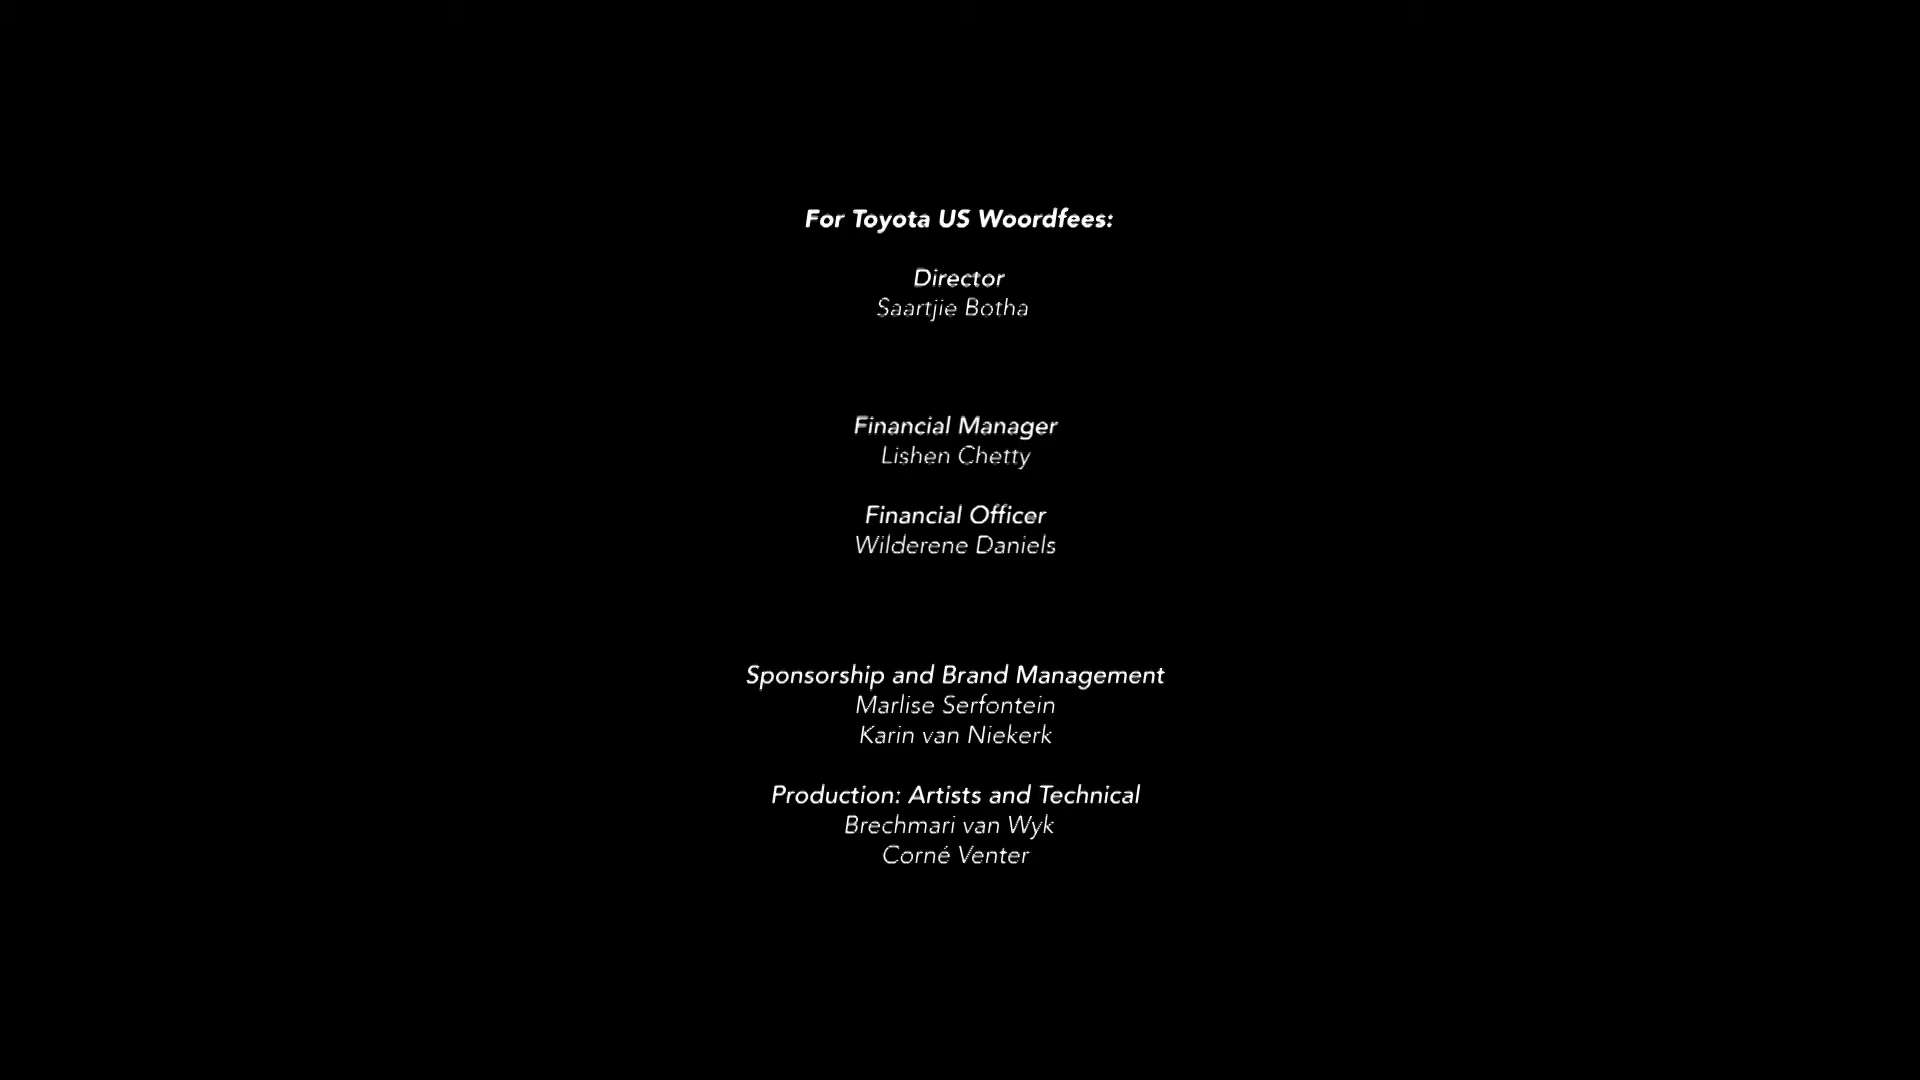 For Toyota US Woordfees:
Director
Saartjie Botha
Financial Manager
Lishen Chetty
Financial Officer
Wilderene Daniels
Sponsorship and Brand Management
Marlise Serfontein
Karin van Niekerk
Production: Artists and Technical
Brechmari van Wyk
Corné Venter